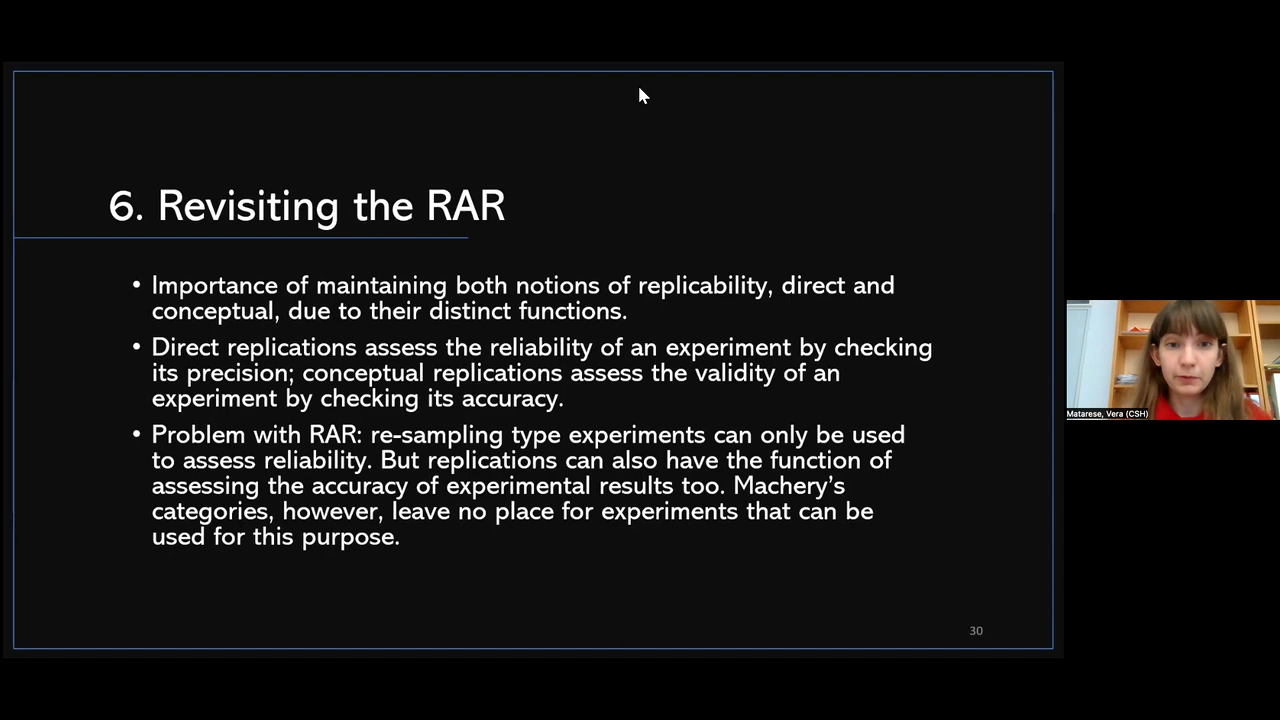 6. Revisiting the RAR
• Importance of maintaining both notions of replicability, direct and
conceptual, due to their distinct functions.
• Direct replications assess the reliability of an experiment by checking
its precision; conceptual replications assess the validity of an
experiment by checking its accuracy.
• Problem with RAR: re-sampling type experiments can only be used
to assess reliability. But replications can also have the function of
assessing the accuracy of experimental results too. Machery’s
categories, however, leave no place for experiments that can be
used for this purpose.
30
Matarese, Vera (CSH)